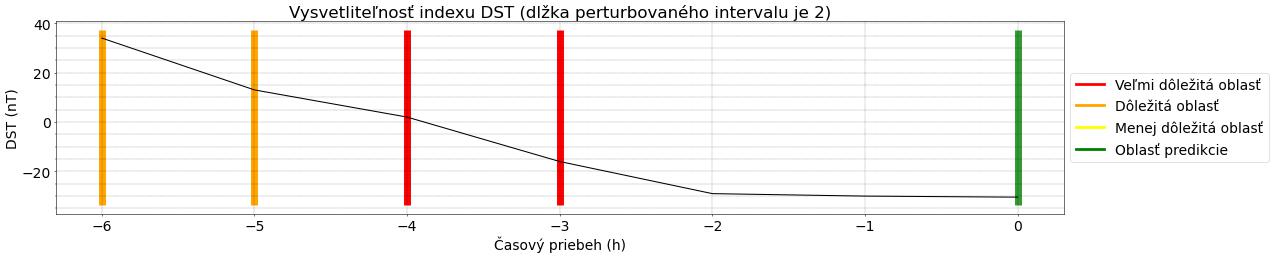 Vysvetliteľnosť indexu DST (dĺžka perturbovaného intervalu je 2)
40
20
0
−20
DST (nT)
−6 −5 −4 −3 −2 −1 0
Časový priebeh (h)
Veľmi dôležitá oblasť
Dôležitá oblasť
Menej dôležitá oblasť
Oblasť predikcie